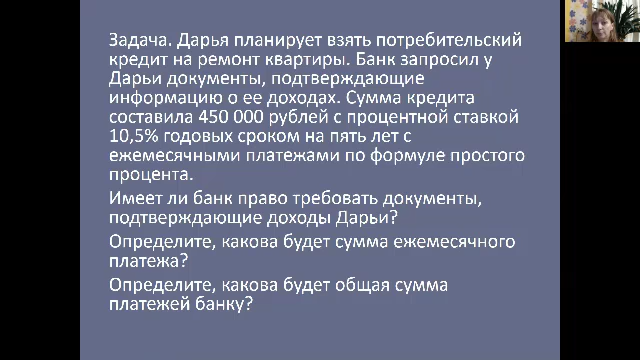 Задача. Дарья планирует взять потребительский
кредит на ремонт квартиры. Банк запросил у
Дарьи документы, подтверждающие
информацию о ее доходах. Сумма кредита
составила 450 000 рублей с процентной ставкой
10,5% годовых сроком на пять лет с
ежемесячными платежами по формуле простого
процента.
Имеет ли банк право требовать документы,
подтверждающие доходы Дарьи?
Определите, какова будет сумма ежемесячного
платежа?
Определите, какова будет общая сумма
платежей банку?